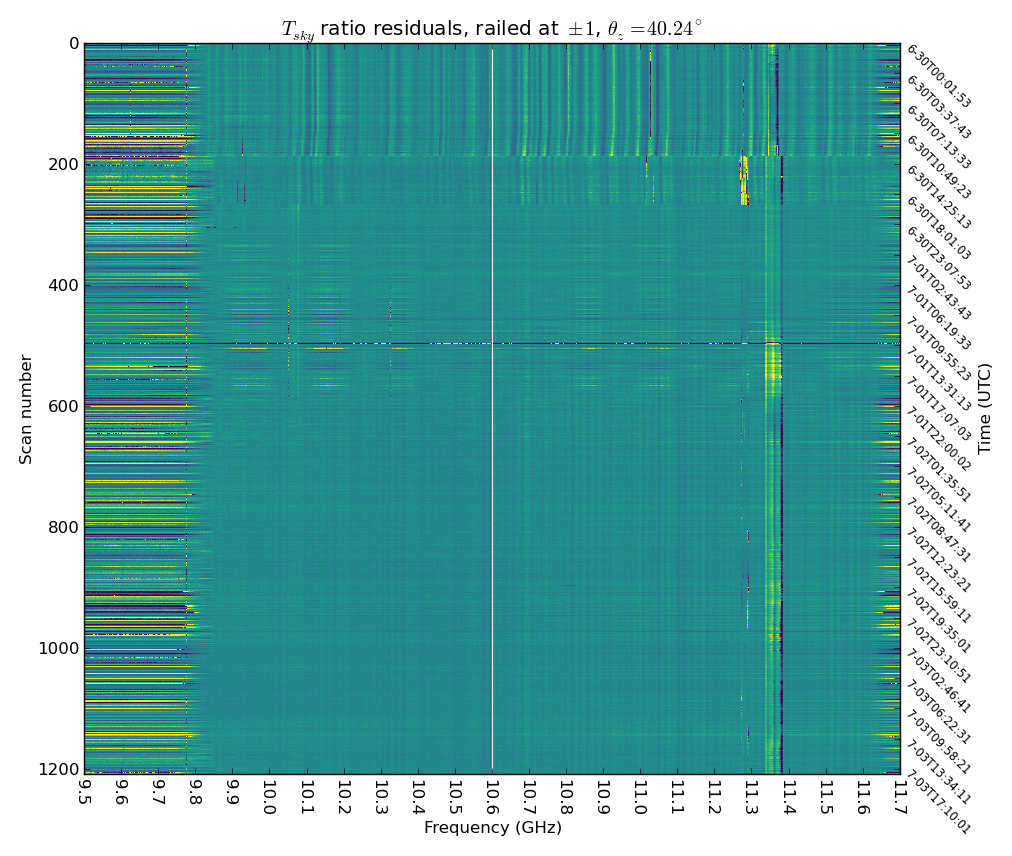 T_sky ratio residuals, railed at ±1, θ_z = 40.24°
Scan number
0
200
400
600
800
1000
1200
9.5
9.6
9.7
9.8
9.9
10.0
10.1
10.2
10.3
10.4
10.5
10.6
10.7
10.8
10.9
11.0
11.1
11.2
11.3
11.4
11.5
11.6
11.7
Frequency (GHz)
6-30T00:01:53
6-30T03:37:43
6-30T07:13:33
6-30T10:49:23
6-30T14:25:13
6-30T18:01:03
6-30T23:07:53
7-01T02:43:43
7-01T06:19:33
7-01T09:55:23
7-01T13:31:13
7-01T17:07:03
7-01T22:00:02
7-02T01:35:51
7-02T05:11:41
7-02T08:47:31
7-02T12:23:21
7-02T15:59:11
7-02T19:35:01
7-02T23:10:51
7-03T02:46:41
7-03T06:22:31
7-03T09:58:21
7-03T13:34:11
7-03T17:10:01
Time (UTC)